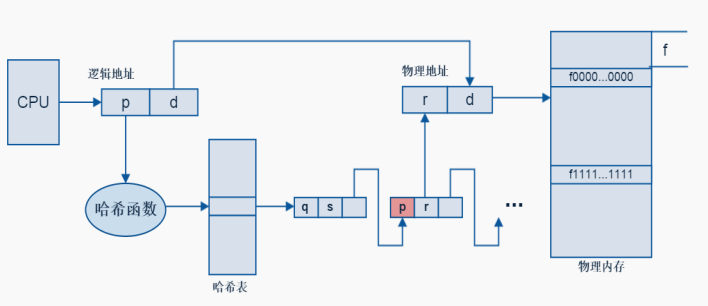 f
逻辑地址
物理地址
f0000...0000
CPU
p
d
r
d
f1111...1111
哈希函数
q
s
p
r
...
物理内存
哈希表